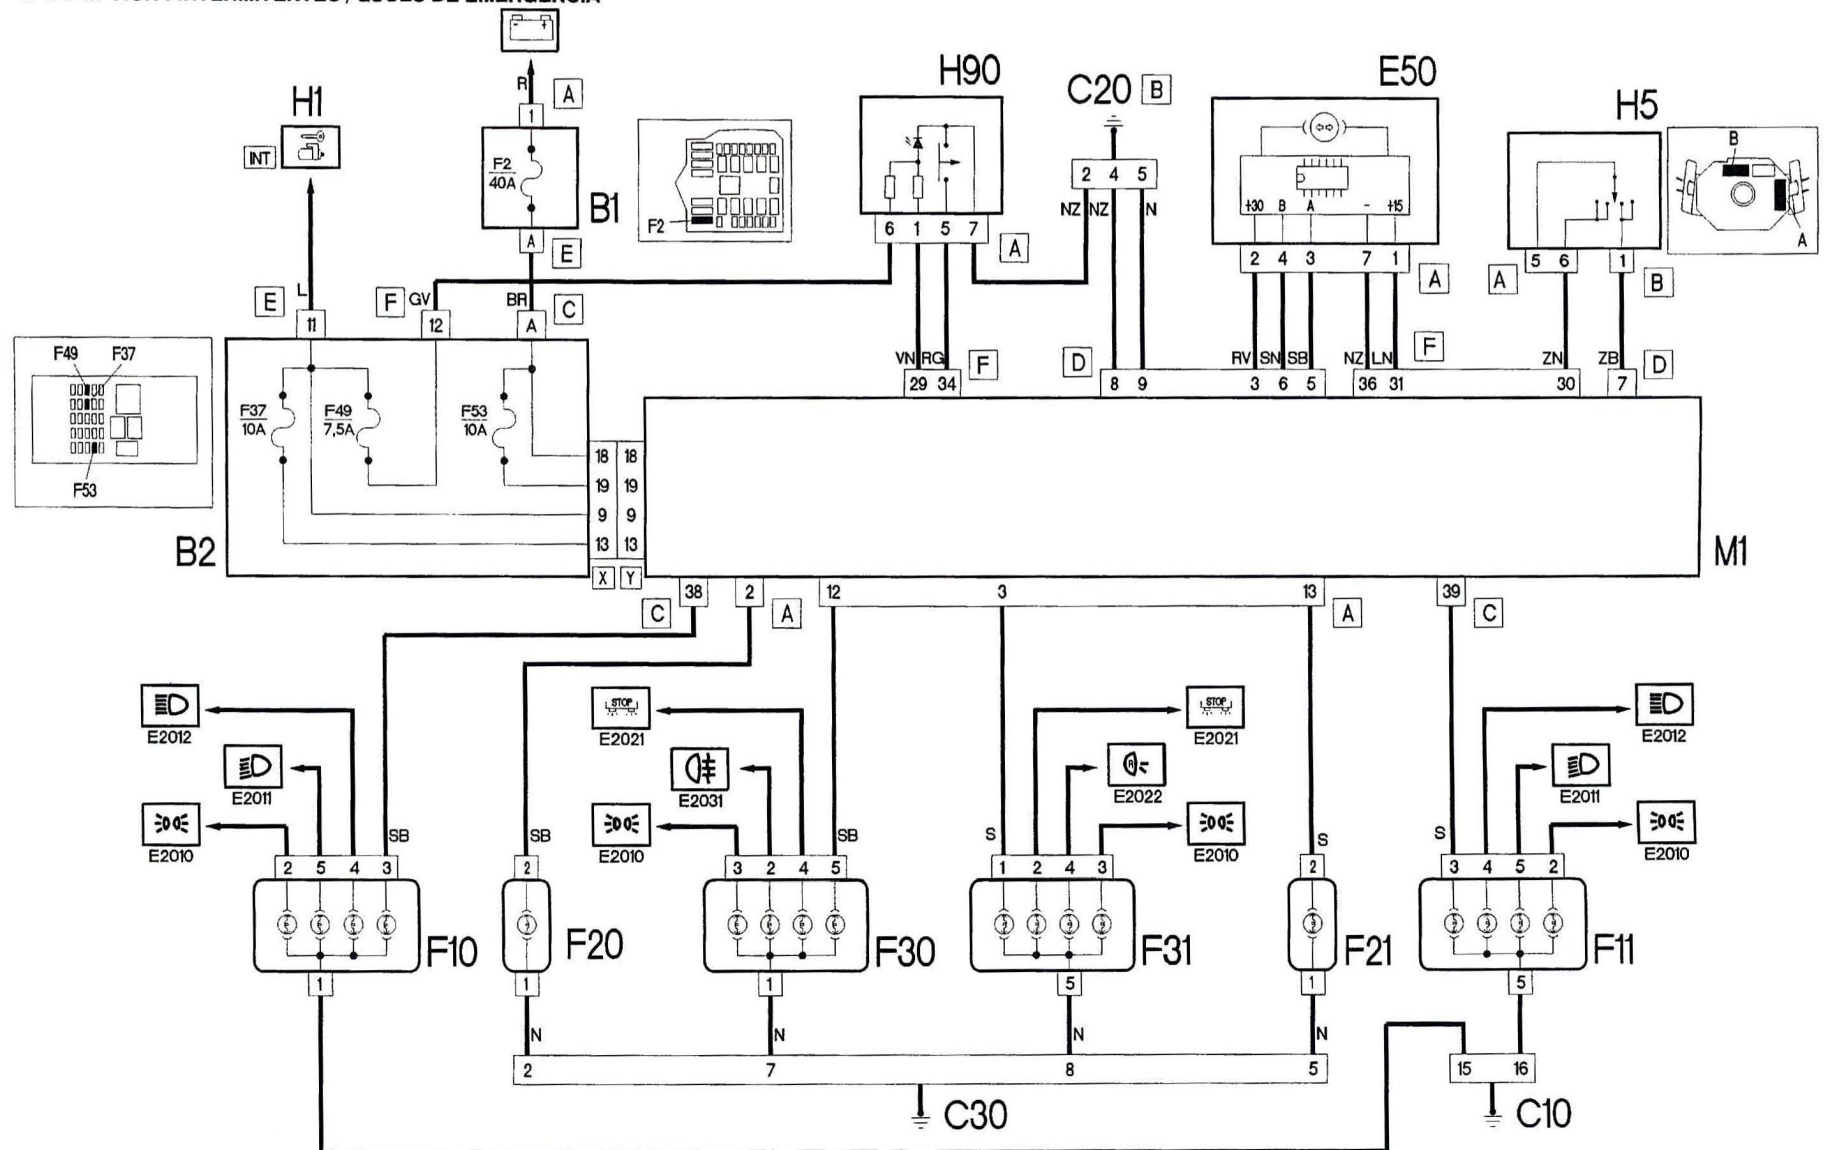 H1
INT
R
A
1
F2
40A
B1
A
E
F2
H90
6 1 5 7
A
C20
B
2 4 5
NZ NZ N
E50
+30 B A - +15
2 4 3 7 1
A
H5
5 6 1
A
B
B
A
E
L
11
F
GV
12
BR
A
C
VN RG
29 34
F
D
8 9
RV SN SB
3 6 5
NZ LN
36 31
F
ZN
30
ZB
7
D
F49 F37
F53
F37
10A
F49
7,5A
F53
10A
18 18
19 19
9 9
13 13
X Y
B2
M1
C
38
2
A
12
3
13
A
39
C
E2012
E2011
E2010
SB
2 5 4 3
F10
1
SB
2
F20
1
N
STOP
E2021
E2031
E2010
SB
3 2 4 5
F30
1
N
STOP
E2021
R
E2022
E2010
S
1 2 4 3
F31
5
N
S
2
F21
1
N
E2012
E2011
E2010
S
3 4 5 2
F11
5
2 7 8 5
C30
15 16
C10